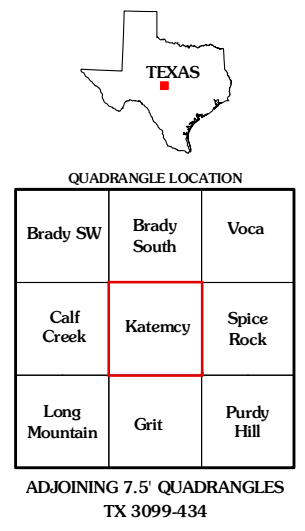 TEXAS
QUADRANGLE LOCATION
Brady SW
Brady
South
Voca
Calf
Creek
Katemcy
Spice
Rock
Long
Mountain
Grit
Purdy
Hill
ADJOINING 7.5' QUADRANGLES
TX 3099-434